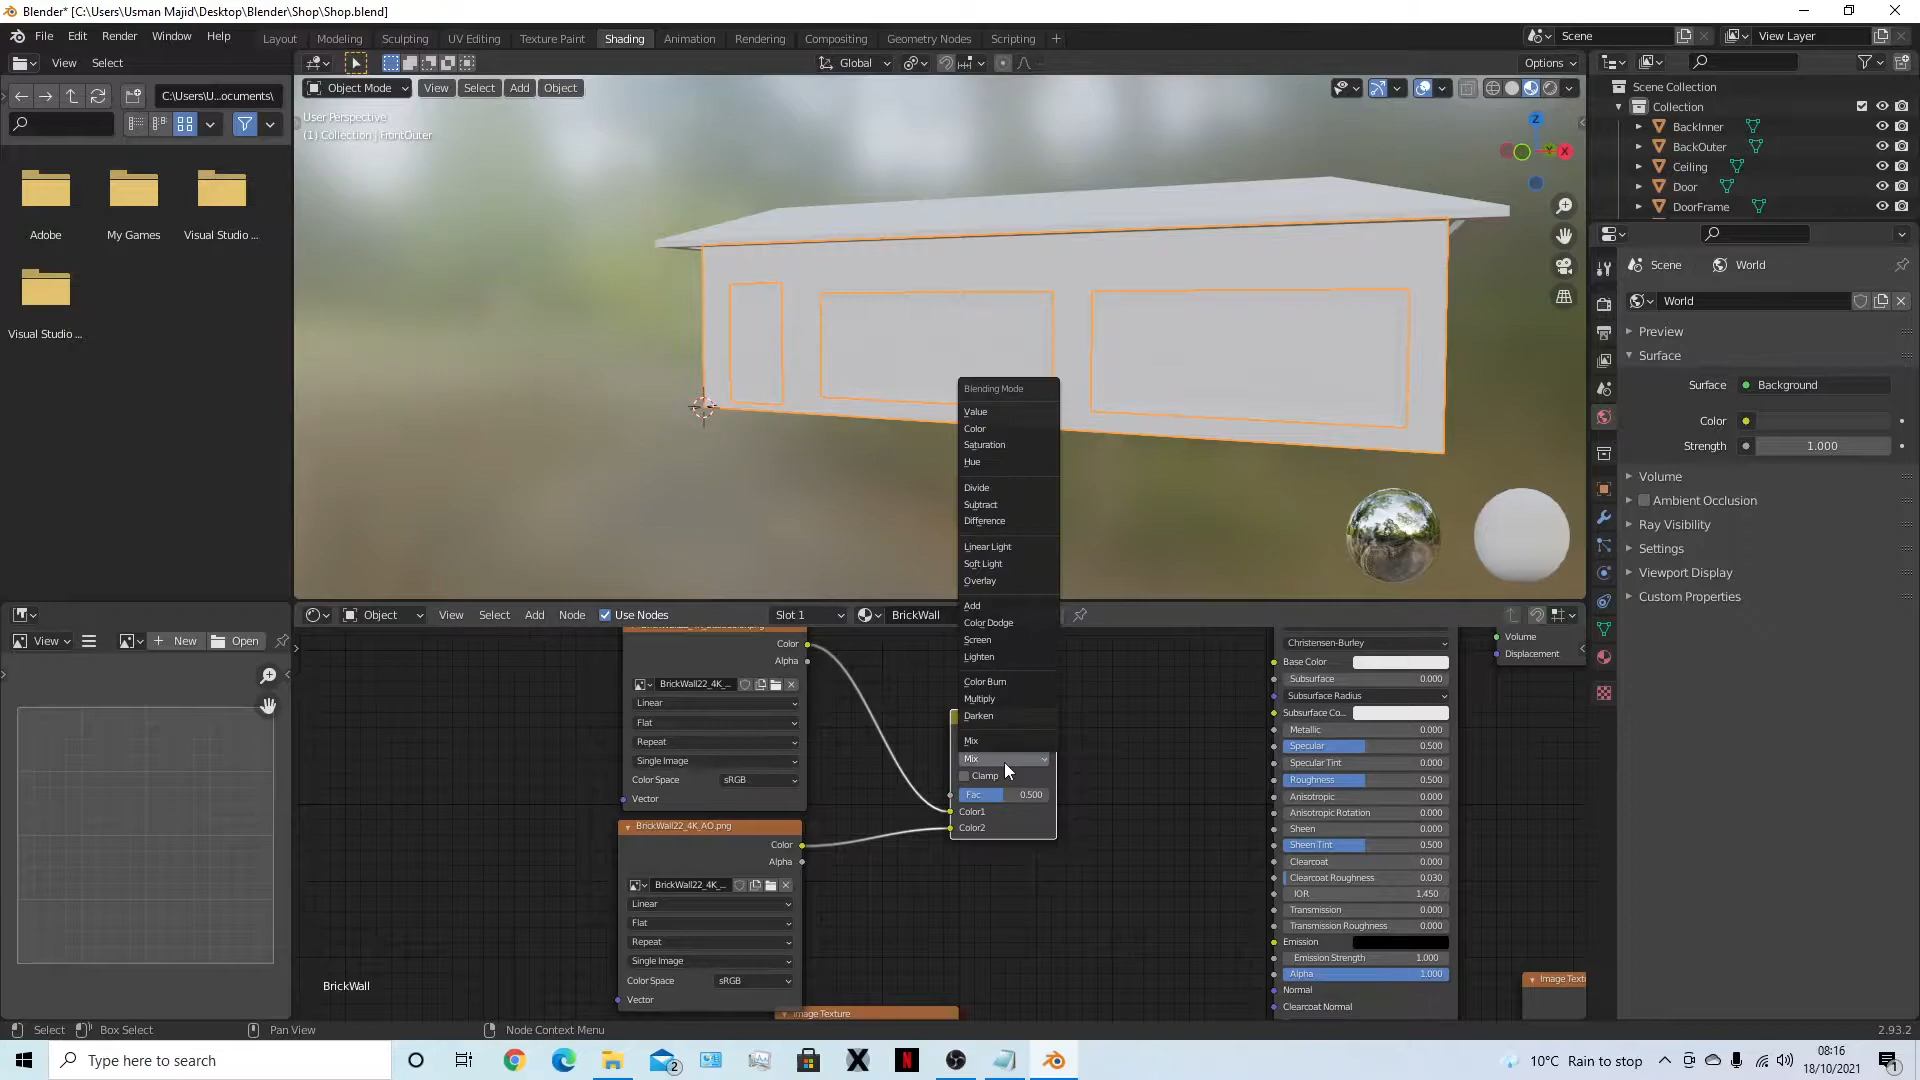 Blender* [C:\Users\Usman Majid\Desktop\Blender\Shop\Shop.blend]
File Edit Render Window Help
Layout Modeling Sculpting UV Editing Texture Paint Shading Animation Rendering Compositing Geometry Nodes Scripting +
Scene
View Layer
View Select
Global
Options
C:\Users\U...ocuments\
Object Mode View Select Add Object
User Perspective
(1) Collection | FrontOuter
Adobe
My Games
Visual Studio ...
Visual Studio ...
Z
Y
X
Scene Collection
Collection
BackInner
BackOuter
Ceiling
Door
DoorFrame
Scene World
World
Preview
Surface
Surface Background
Color
Strength 1.000
Volume
Ambient Occlusion
Ray Visibility
Settings
Viewport Display
Custom Properties
Blending Mode
Value
Color
Saturation
Hue
Divide
Subtract
Difference
Linear Light
Soft Light
Overlay
Add
Color Dodge
Screen
Lighten
Color Burn
Multiply
Darken
Mix
Mix
Clamp
Fac 0.500
Color1
Color2
View New Open
Object View Select Add Node Use Nodes Slot 1 BrickWall
Color
Alpha
BrickWall22_4K_...
Linear
Flat
Repeat
Single Image
Color Space sRGB
Vector
BrickWall22_4K_AO.png
Color
Alpha
BrickWall22_4K_...
Linear
Flat
Repeat
Single Image
Color Space sRGB
Vector
Image Texture
BrickWall
Christensen-Burley
Base Color
Subsurface 0.000
Subsurface Radius
Subsurface Co...
Metallic 0.000
Specular 0.500
Specular Tint 0.000
Roughness 0.500
Anisotropic 0.000
Anisotropic Rotation 0.000
Sheen 0.000
Sheen Tint 0.500
Clearcoat 0.000
Clearcoat Roughness 0.030
IOR 1.450
Transmission 0.000
Transmission Roughness 0.000
Emission
Emission Strength 1.000
Alpha 1.000
Normal
Clearcoat Normal
Volume
Displacement
Image Textu
Select Box Select Pan View Node Context Menu
2.93.2
Type here to search
2
X
N
10°C Rain to stop
08:16
18/10/2021
1